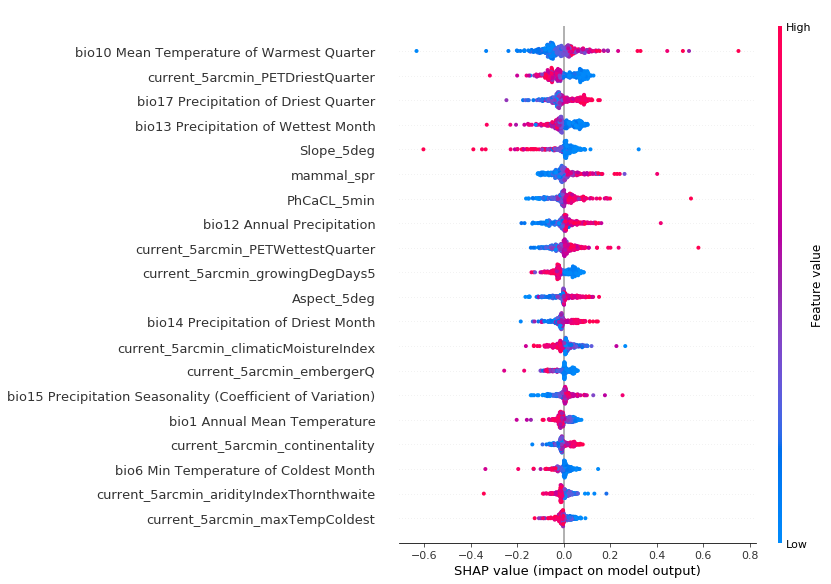 High
bio10 Mean Temperature of Warmest Quarter
current_5arcmin_PETDriestQuarter
bio17 Precipitation of Driest Quarter
bio13 Precipitation of Wettest Month
Slope_5deg
mammal_spr
PhCaCL_5min
bio12 Annual Precipitation
current_5arcmin_PETWettestQuarter
current_5arcmin_growingDegDays5
Aspect_5deg
bio14 Precipitation of Driest Month
current_5arcmin_climaticMoistureIndex
current_5arcmin_embergerQ
bio15 Precipitation Seasonality (Coefficient of Variation)
bio1 Annual Mean Temperature
current_5arcmin_continentality
bio6 Min Temperature of Coldest Month
current_5arcmin_aridityIndexThornthwaite
current_5arcmin_maxTempColdest
Feature value
Low
−0.6 −0.4 −0.2 0.0 0.2 0.4 0.6 0.8
SHAP value (impact on model output)